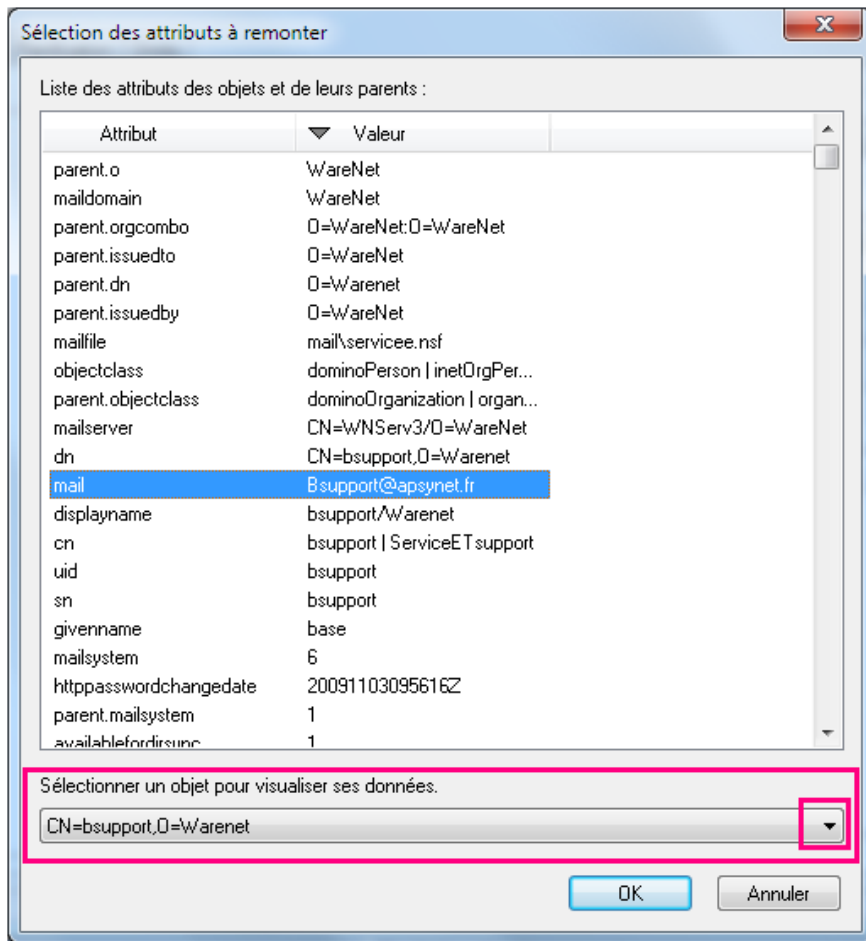 Sélection des attributs à remonter
Liste des attributs des objets et de leurs parents :
Attribut Valeur
parent.o WareNet
maildomain WareNet
parent.orgcombo O=WareNet:O=WareNet
parent.issuedto O=WareNet
parent.dn O=Warenet
parent.issuedby O=WareNet
mailfile mail\servicee.nsf
objectclass dominoPerson | inetOrgPer...
parent.objectclass dominoOrganization | organ...
mailserver CN=WNServ3/O=WareNet
dn CN=bsupport,O=Warenet
mail Bsupport@apsynet.fr
displayname bsupport/Warenet
cn bsupport | ServiceETsupport
uid bsupport
sn bsupport
givenname base
mailsystem 6
httppasswordchangedate 20091103095616Z
parent.mailsystem 1
availablefordirsync 1
Sélectionner un objet pour visualiser ses données.
CN=bsupport,O=Warenet
OK Annuler